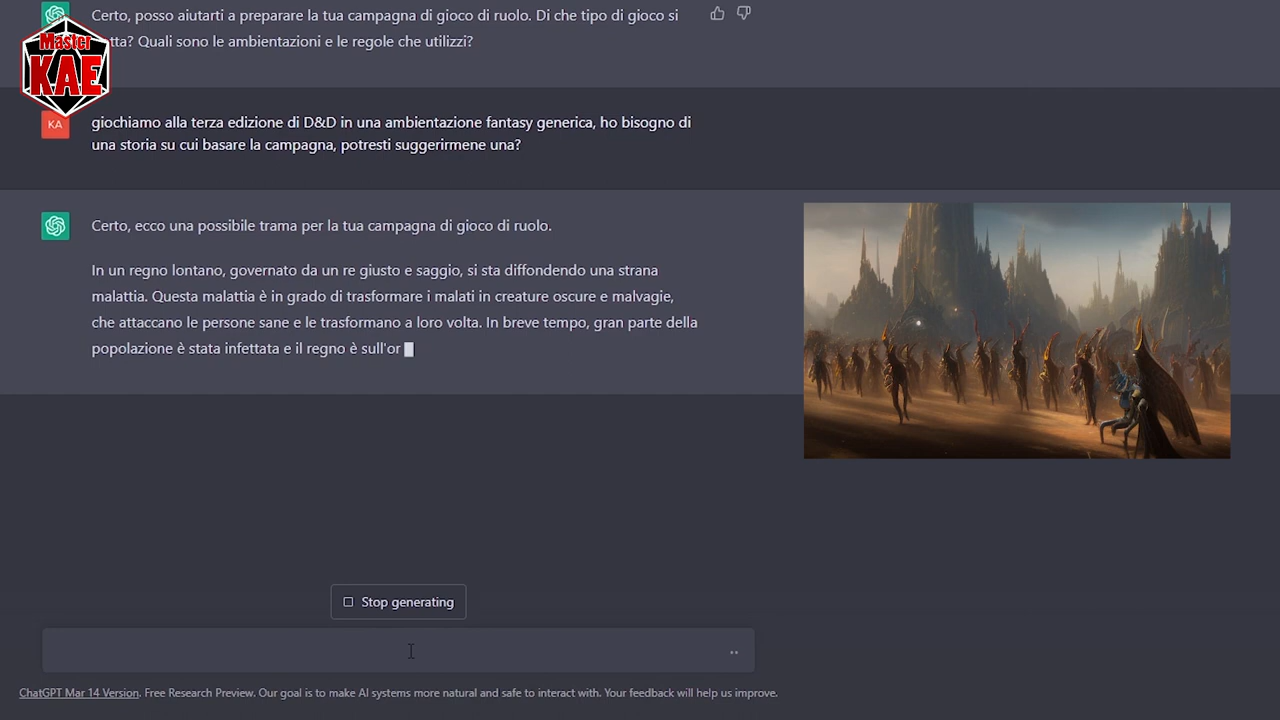 Certo, posso aiutarti a preparare la tua campagna di gioco di ruolo. Di che tipo di gioco si
tta? Quali sono le ambientazioni e le regole che utilizzi?
Master
KAE
KA
giochiamo alla terza edizione di D&D in una ambientazione fantasy generica, ho bisogno di
una storia su cui basare la campagna, potresti suggerirmene una?
Certo, ecco una possibile trama per la tua campagna di gioco di ruolo.
In un regno lontano, governato da un re giusto e saggio, si sta diffondendo una strana
malattia. Questa malattia è in grado di trasformare i malati in creature oscure e malvagie,
che attaccano le persone sane e le trasformano a loro volta. In breve tempo, gran parte della
popolazione è stata infettata e il regno è sull'or
Stop generating
ChatGPT Mar 14 Version. Free Research Preview. Our goal is to make AI systems more natural and safe to interact with. Your feedback will help us improve.